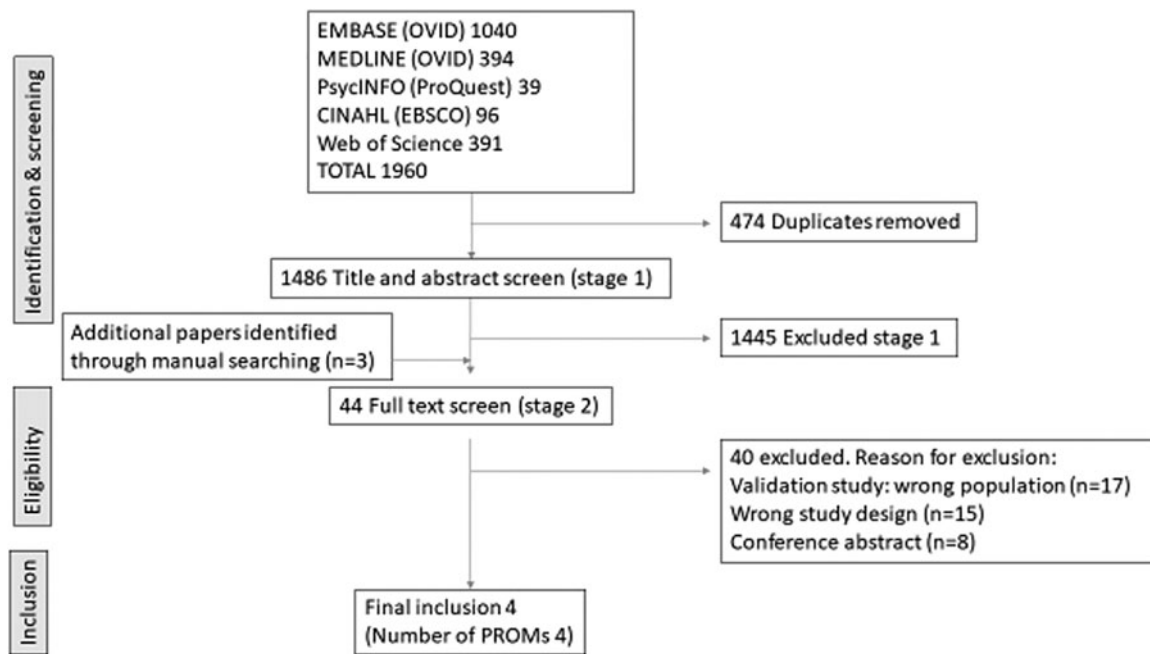 EMBASE (OVID) 1040
MEDLINE (OVID) 394
PsycINFO (ProQuest) 39
CINAHL (EBSCO) 96
Web of Science 391
TOTAL 1960
Identification & screening
474 Duplicates removed
1486 Title and abstract screen (stage 1)
Additional papers identified
through manual searching (n=3)
1445 Excluded stage 1
44 Full text screen (stage 2)
Eligibility
40 excluded. Reason for exclusion:
Validation study: wrong population (n=17)
Wrong study design (n=15)
Conference abstract (n=8)
Inclusion
Final inclusion 4
(Number of PROMs 4)